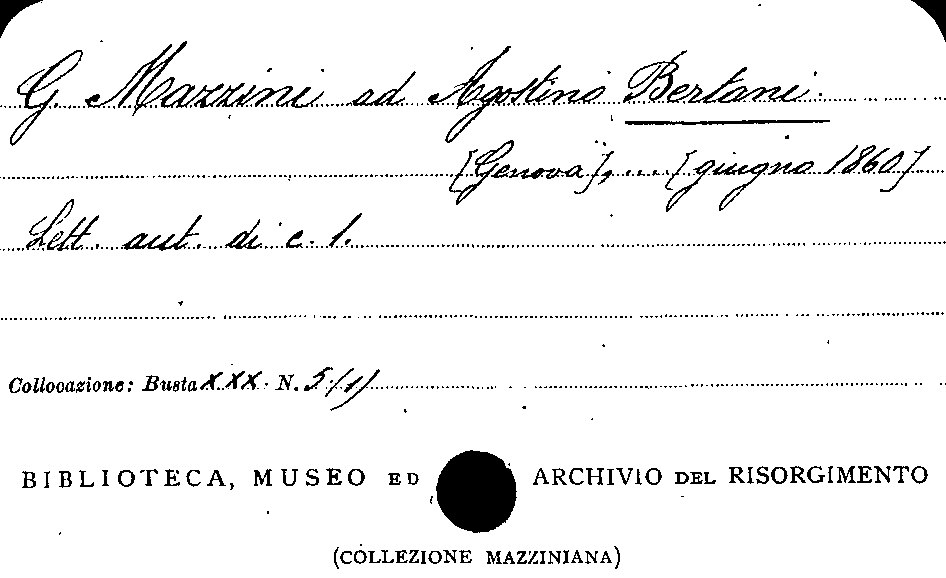 G. Mazzini ad Agostino Bertani.
[Genova], .... [giugno 1860]
Lett. aut. di c. 1.
Collocazione: Busta XXX. N. 5 (1)
BIBLIOTECA, MUSEO ED ARCHIVIO DEL RISORGIMENTO
(COLLEZIONE MAZZINIANA)